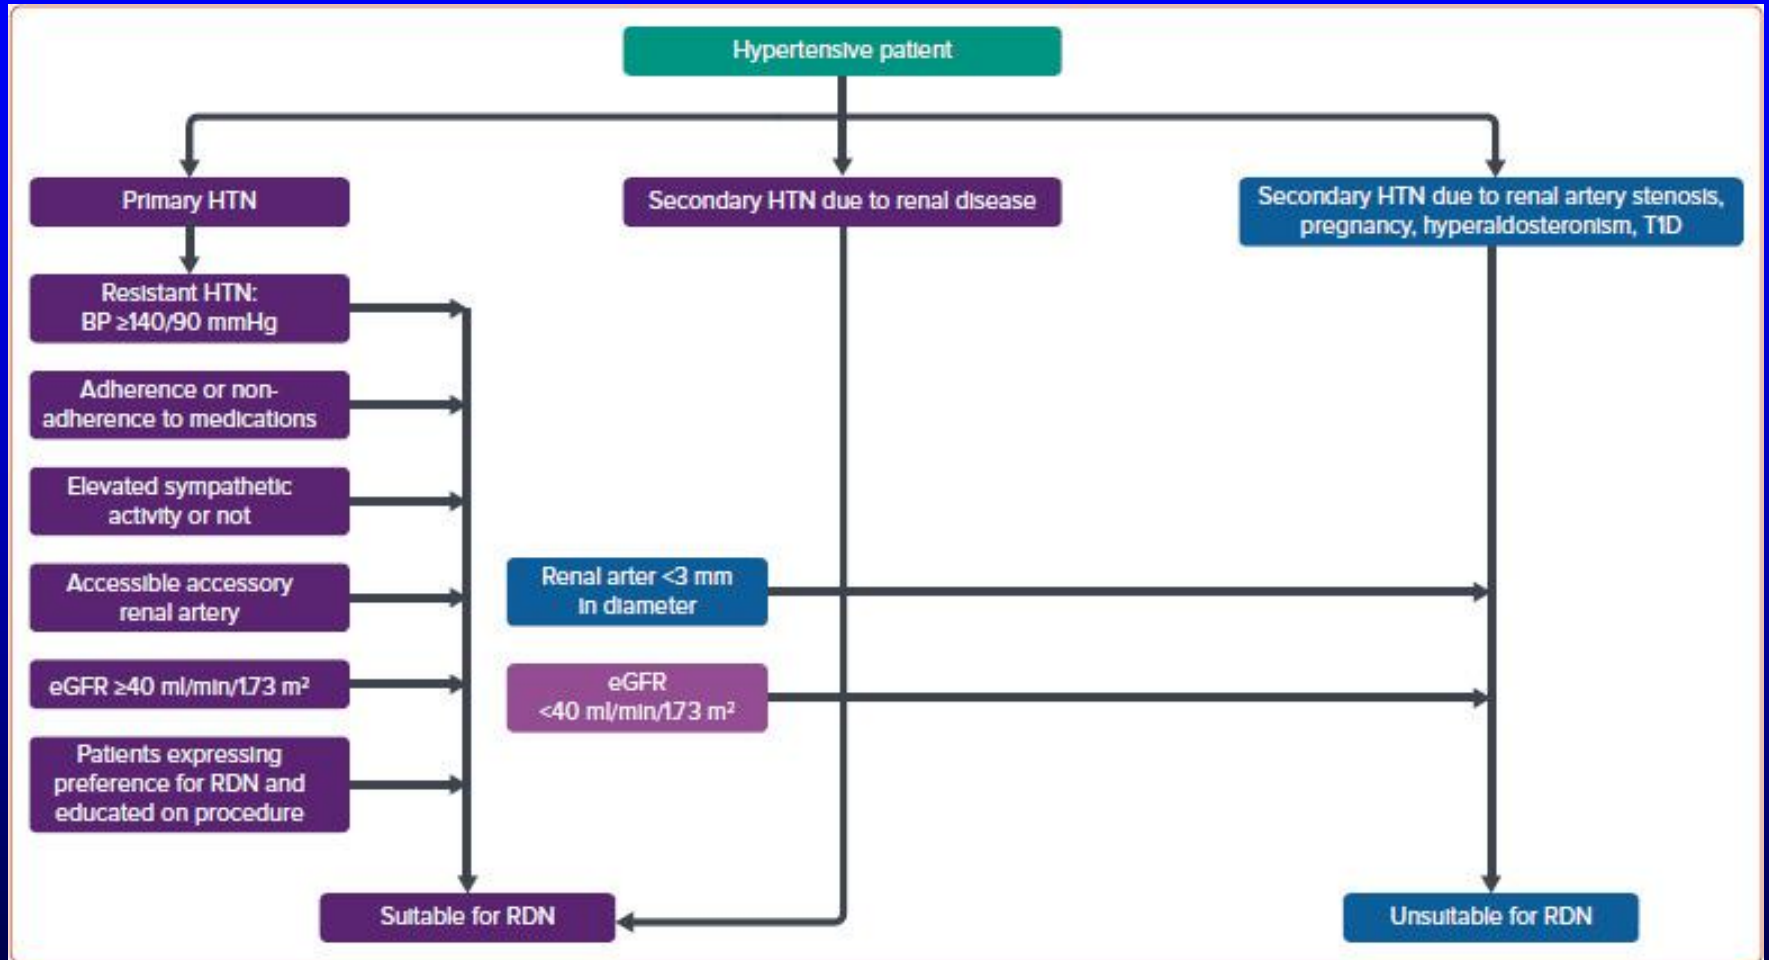 Hypertensive patient
Primary HTN
Secondary HTN due to renal disease
Secondary HTN due to renal artery stenosis,
pregnancy, hyperaldosteronism, T1D
Resistant HTN:
BP ≥140/90 mmHg
Adherence or non-
adherence to medications
Elevated sympathetic
activity or not
Accessible accessory
renal artery
Renal arter <3 mm
in diameter
eGFR ≥40 ml/min/1.73 m²
eGFR
<40 ml/min/1.73 m²
Patients expressing
preference for RDN and
educated on procedure
Suitable for RDN
Unsuitable for RDN